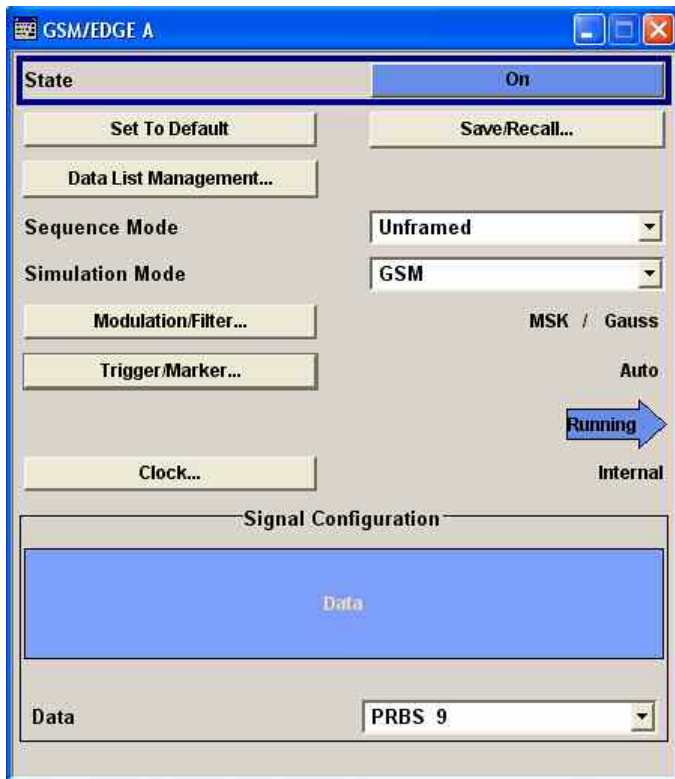 GSM/EDGE A
State On
Set To Default Save/Recall...
Data List Management...
Sequence Mode Unframed
Simulation Mode GSM
Modulation/Filter... MSK / Gauss
Trigger/Marker... Auto
Running
Clock... Internal
Signal Configuration
Data
Data PRBS 9